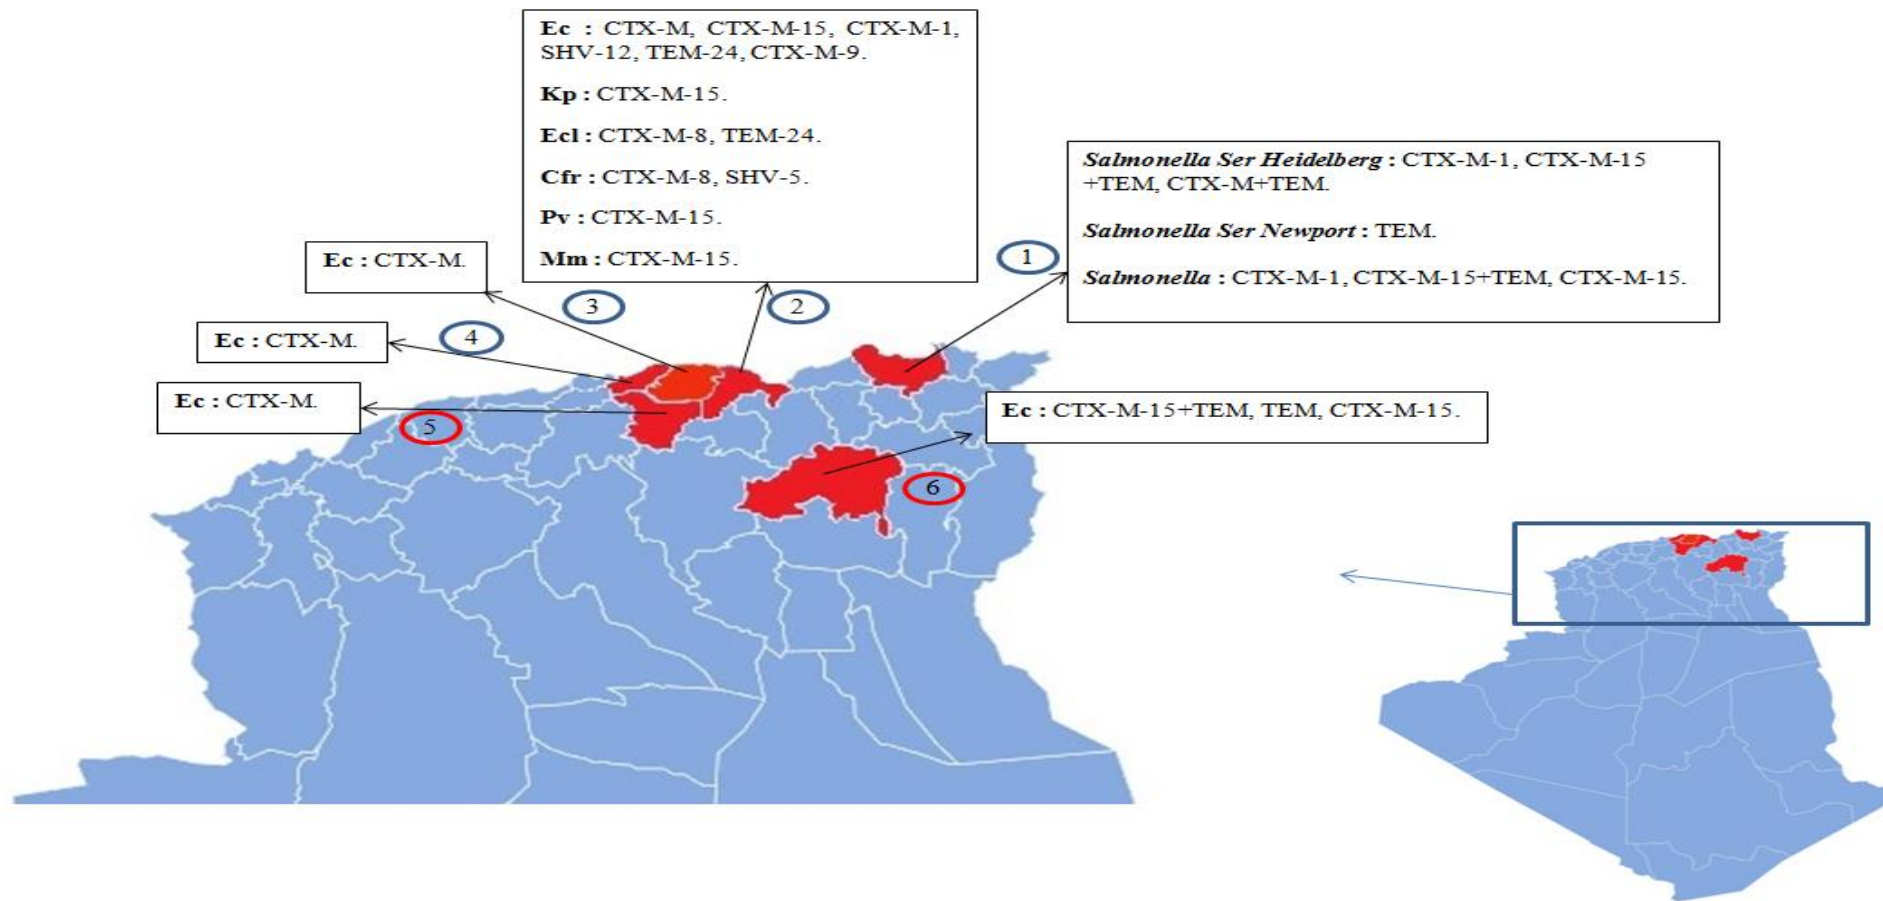 Ec : CTX-M, CTX-M-15, CTX-M-1,
SHV-12, TEM-24, CTX-M-9.
Kp : CTX-M-15.
Ecl : CTX-M-8, TEM-24.
Cfr : CTX-M-8, SHV-5.
Pv : CTX-M-15.
Mm : CTX-M-15.
Salmonella Ser Heidelberg : CTX-M-1, CTX-M-15
+TEM, CTX-M+TEM.
Salmonella Ser Newport : TEM.
Salmonella : CTX-M-1, CTX-M-15+TEM, CTX-M-15.
1
Ec : CTX-M.
3
2
Ec : CTX-M.
4
Ec : CTX-M.
5
Ec : CTX-M-15+TEM, TEM, CTX-M-15.
6